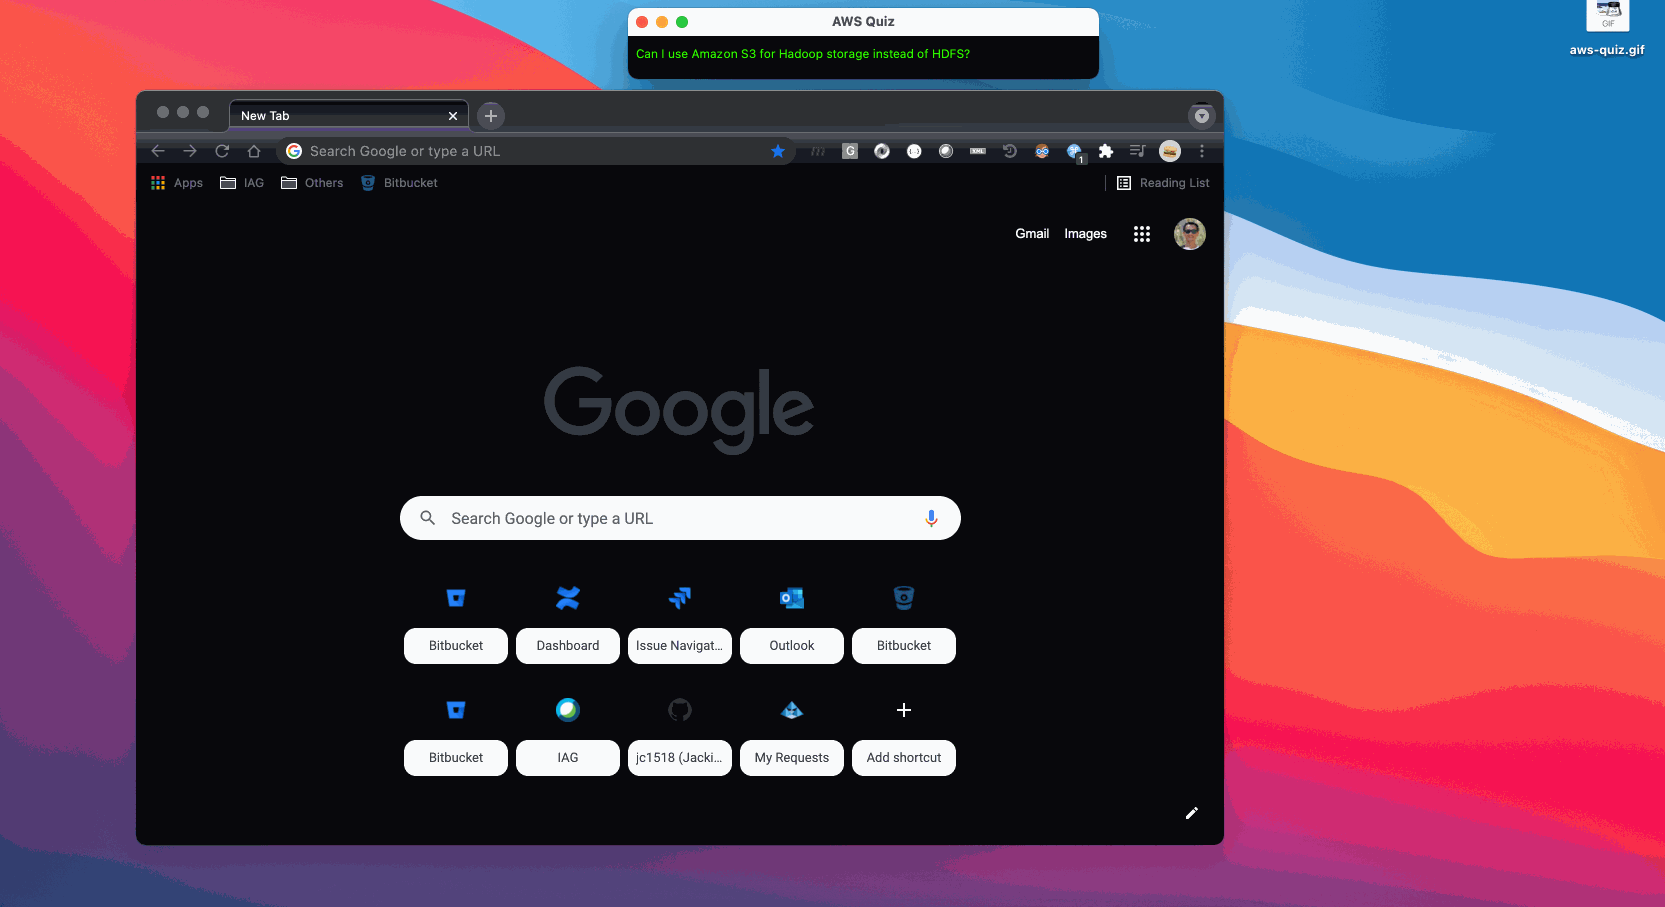 AWS Quiz
Can I use Amazon S3 for Hadoop storage instead of HDFS?
GIF
aws-quiz.gif
New Tab
Search Google or type a URL
G
1
Apps
IAG
Others
Bitbucket
Reading List
Gmail
Images
Google
Search Google or type a URL
Bitbucket
Dashboard
Issue Navigat...
Outlook
Bitbucket
Bitbucket
IAG
jc1518 (Jacki...
My Requests
Add shortcut